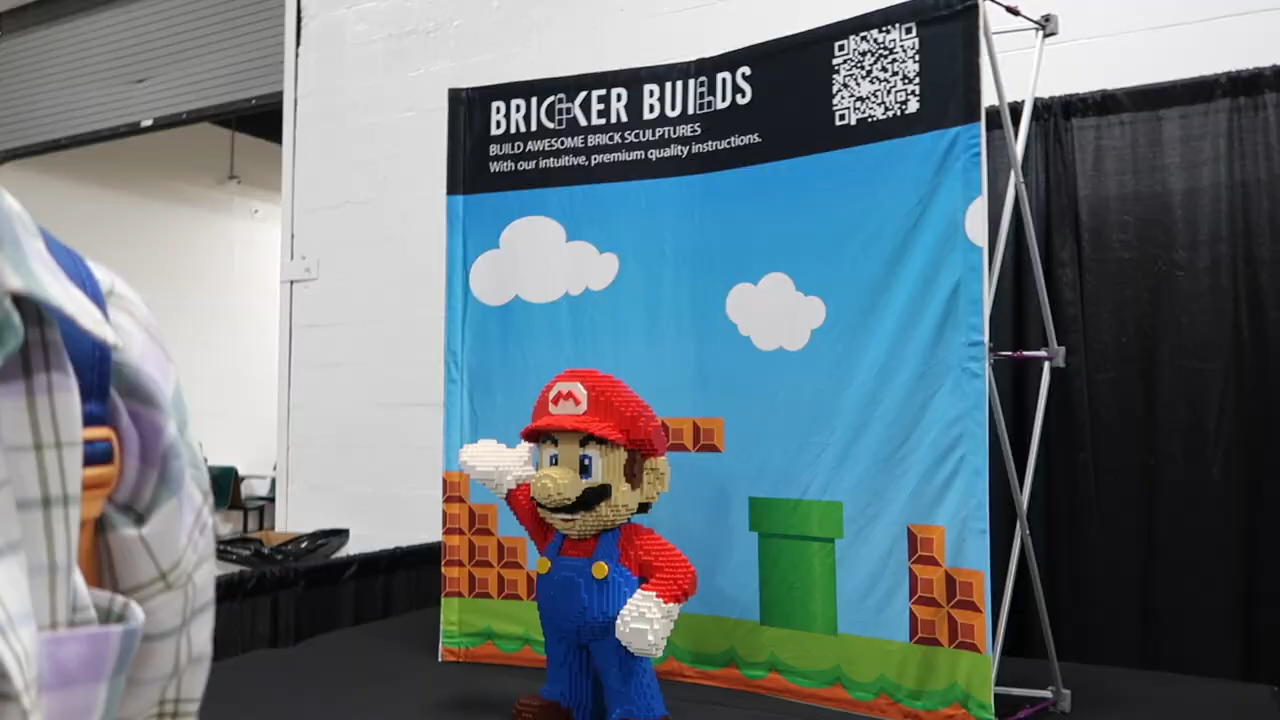 BRICKER BUILDS
BUILD AWESOME BRICK SCULPTURES
With our intuitive, premium quality instructions.
M